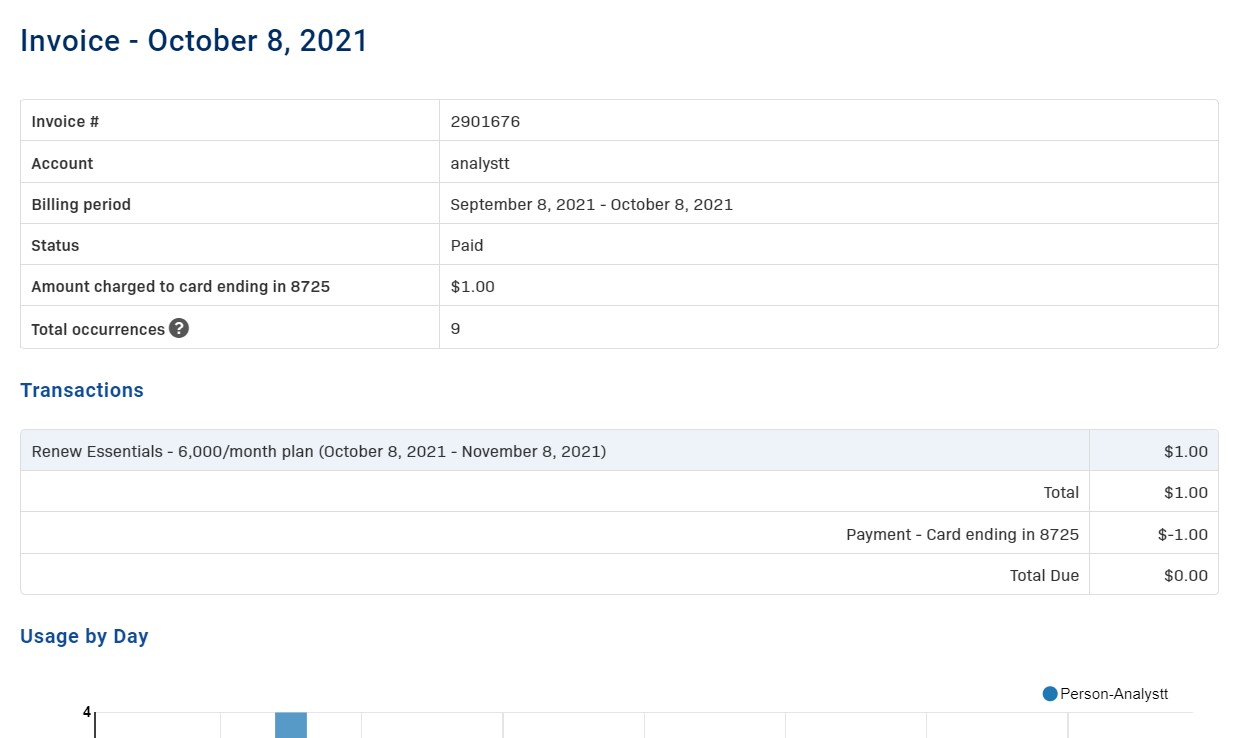 Invoice - October 8, 2021
Invoice # 2901676
Account analystt
Billing period September 8, 2021 - October 8, 2021
Status Paid
Amount charged to card ending in 8725 $1.00
Total occurrences ? 9
Transactions
Renew Essentials - 6,000/month plan (October 8, 2021 - November 8, 2021) $1.00
Total $1.00
Payment - Card ending in 8725 $-1.00
Total Due $0.00
Usage by Day
Person-Analystt
4